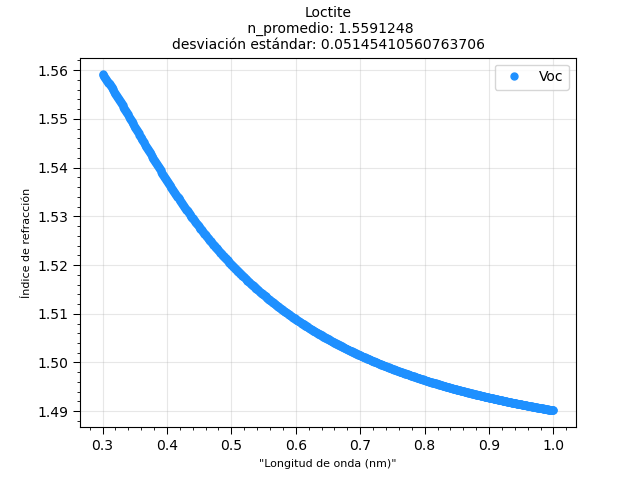 Loctite
n_promedio: 1.5591248
desviación estándar: 0.05145410560763706
Voc
1.56
1.55
1.54
1.53
1.52
1.51
1.50
1.49
Índice de refracción
0.3 0.4 0.5 0.6 0.7 0.8 0.9 1.0
"Longitud de onda (nm)"